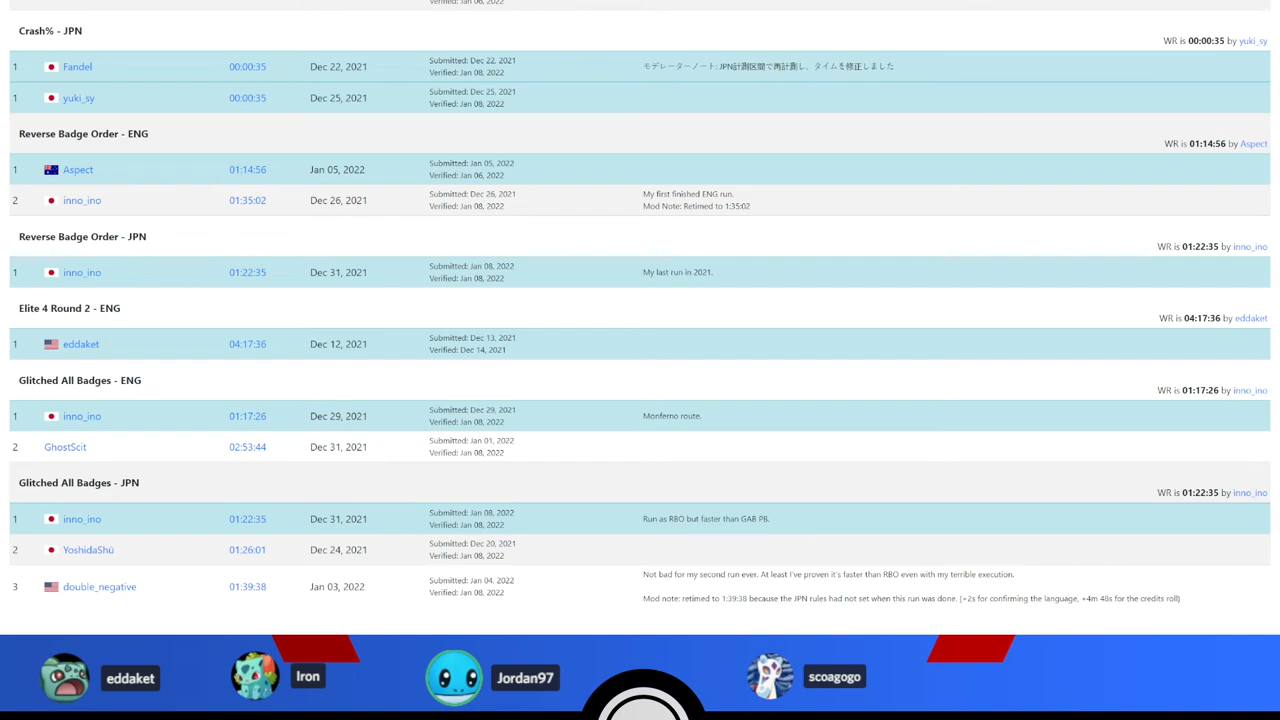 Verified: Jan 08, 2022
Crash% - JPN
WR is 00:00:35 by yuki_sy
1 Fandel 00:00:35 Dec 22, 2021 Submitted: Dec 22, 2021 モデレーターノート: JPN計測区間で再計測し、タイムを修正しました
Verified: Jan 08, 2022
1 yuki_sy 00:00:35 Dec 25, 2021 Submitted: Dec 25, 2021
Verified: Jan 08, 2022
Reverse Badge Order - ENG
WR is 01:14:56 by Aspect
1 Aspect 01:14:56 Jan 05, 2022 Submitted: Jan 05, 2022
Verified: Jan 06, 2022
2 inno_ino 01:35:02 Dec 26, 2021 Submitted: Dec 26, 2021 My first finished ENG run.
Verified: Jan 08, 2022 Mod Note: Retimed to 1:35:02
Reverse Badge Order - JPN
WR is 01:22:35 by inno_ino
1 inno_ino 01:22:35 Dec 31, 2021 Submitted: Jan 08, 2022 My last run in 2021.
Verified: Jan 08, 2022
Elite 4 Round 2 - ENG
WR is 04:17:36 by eddaket
1 eddaket 04:17:36 Dec 12, 2021 Submitted: Dec 13, 2021
Verified: Dec 14, 2021
Glitched All Badges - ENG
WR is 01:17:26 by inno_ino
1 inno_ino 01:17:26 Dec 29, 2021 Submitted: Dec 29, 2021 Monferno route.
Verified: Jan 08, 2022
2 GhostScit 02:53:44 Dec 31, 2021 Submitted: Jan 01, 2022
Verified: Jan 08, 2022
Glitched All Badges - JPN
WR is 01:22:35 by inno_ino
1 inno_ino 01:22:35 Dec 31, 2021 Submitted: Jan 08, 2022 Run as RBO but faster than GAB PB.
Verified: Jan 08, 2022
2 YoshidaShū 01:26:01 Dec 24, 2021 Submitted: Dec 20, 2021
Verified: Jan 08, 2022
3 double_negative 01:39:38 Jan 03, 2022 Submitted: Jan 04, 2022 Not bad for my second run ever. At least I've proven it's faster than RBO even with my terrible execution.
Verified: Jan 08, 2022 Mod note: retimed to 1:39:38 because the JPN rules had not set when this run was done. (+2s for confirming the language, +4m 48s for the credits roll)
eddaket Iron Jordan97 scoagogo